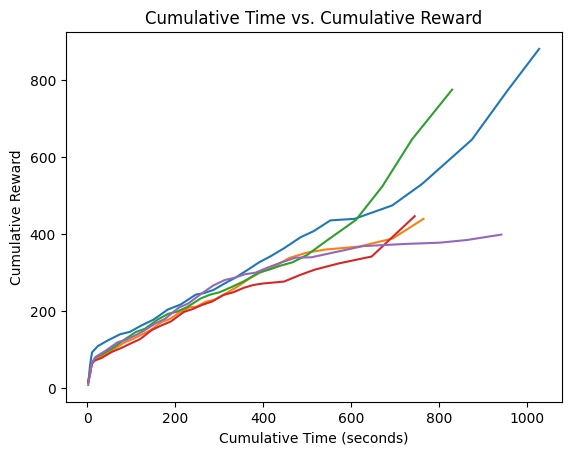 Cumulative Time vs. Cumulative Reward
Cumulative Reward
800
600
400
200
0
0 200 400 600 800 1000
Cumulative Time (seconds)